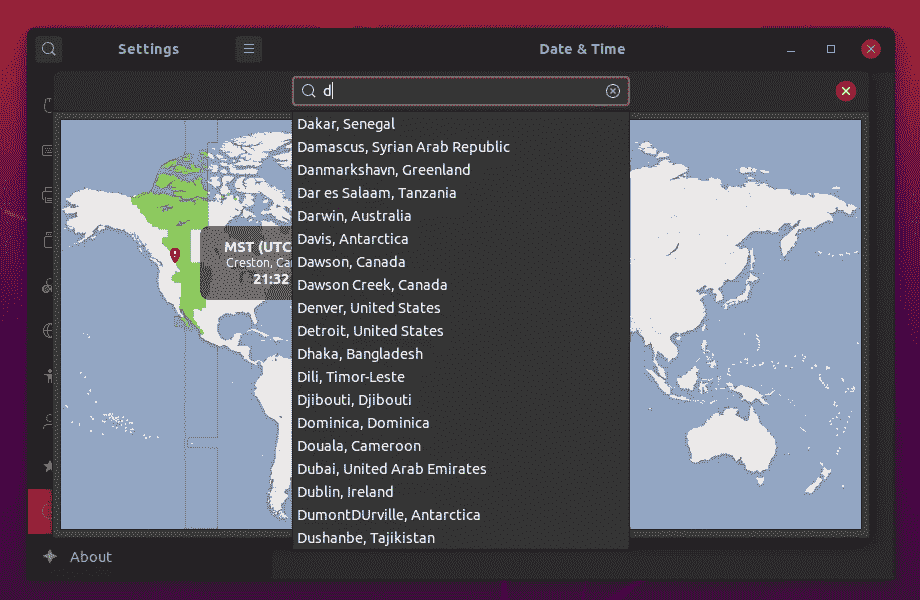 Settings
Date & Time
d
Dakar, Senegal
Damascus, Syrian Arab Republic
Danmarkshavn, Greenland
Dar es Salaam, Tanzania
Darwin, Australia
Davis, Antarctica
Dawson, Canada
Dawson Creek, Canada
Denver, United States
Detroit, United States
Dhaka, Bangladesh
Dili, Timor-Leste
Djibouti, Djibouti
Dominica, Dominica
Douala, Cameroon
Dubai, United Arab Emirates
Dublin, Ireland
DumontDUrville, Antarctica
Dushanbe, Tajikistan
MST (UTC
Creston, Ca
21:32
About